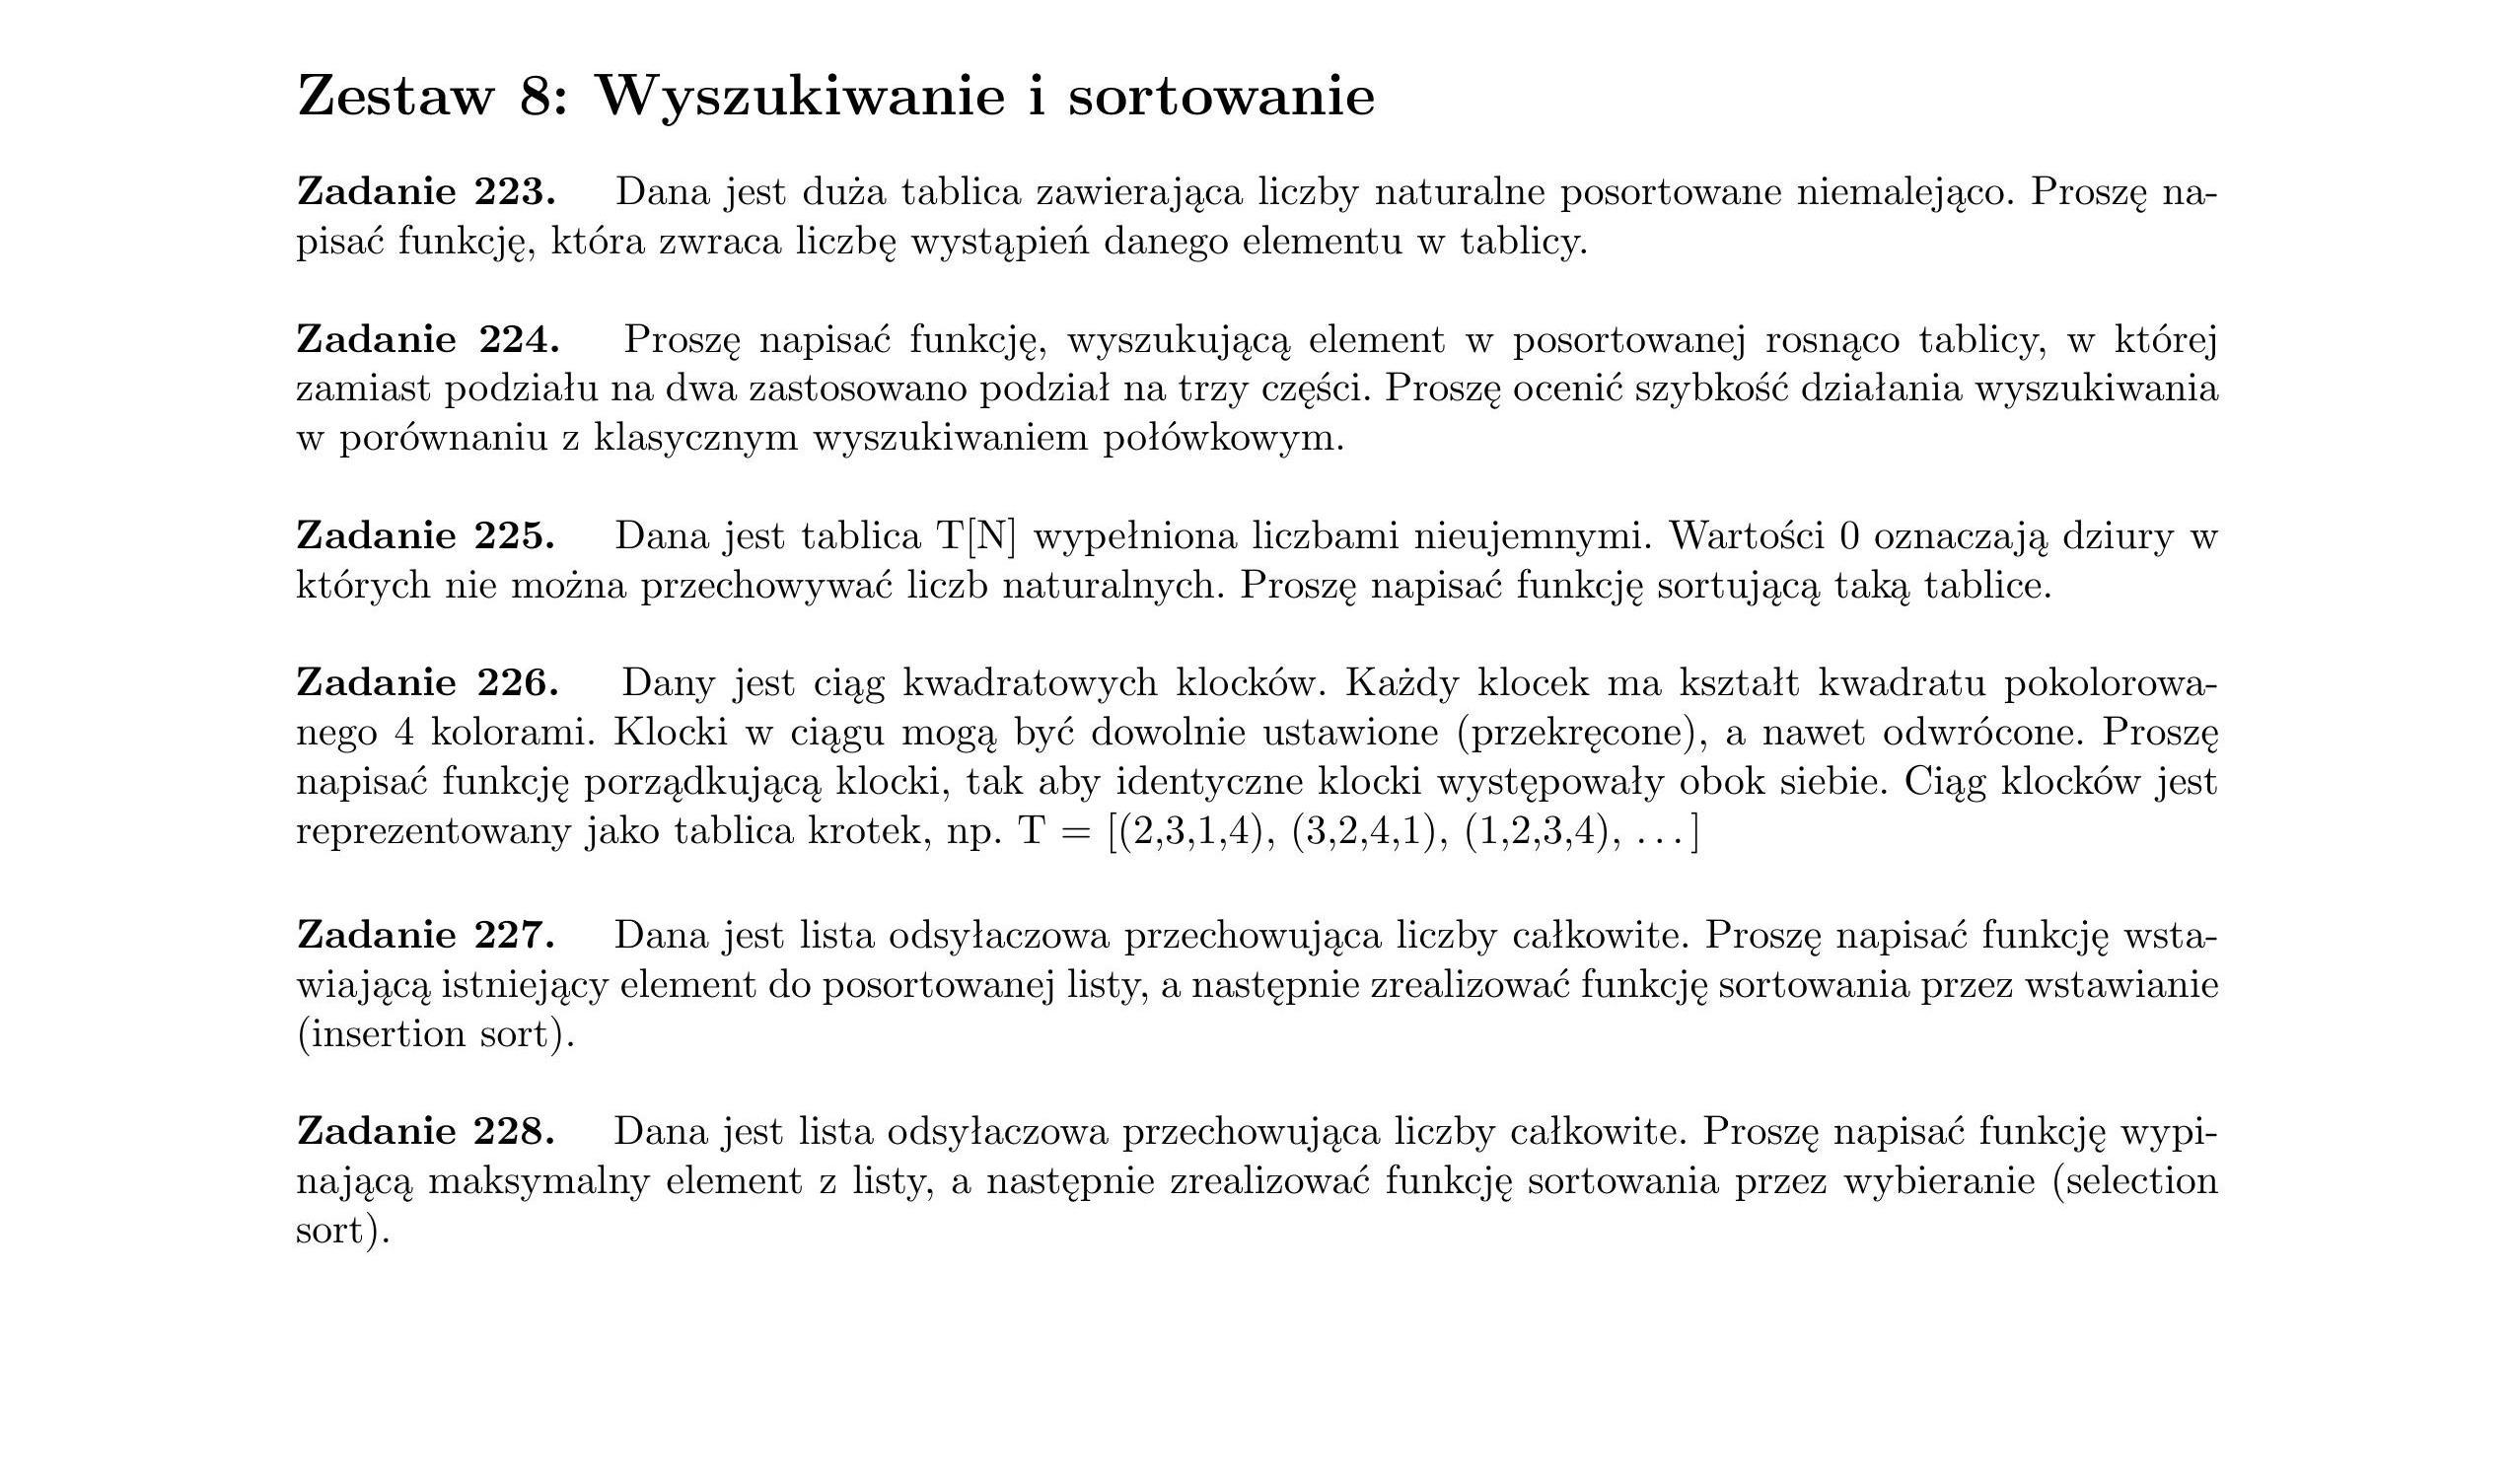 Zestaw 8: Wyszukiwanie i sortowanie
Zadanie 223. Dana jest duża tablica zawierająca liczby naturalne posortowane niemalejąco. Proszę na-
pisać funkcję, która zwraca liczbę wystąpień danego elementu w tablicy.
Zadanie 224. Proszę napisać funkcję, wyszukującą element w posortowanej rosnąco tablicy, w której
zamiast podziału na dwa zastosowano podział na trzy części. Proszę ocenić szybkość działania wyszukiwania
w porównaniu z klasycznym wyszukiwaniem połówkowym.
Zadanie 225. Dana jest tablica T[N] wypełniona liczbami nieujemnymi. Wartości 0 oznaczają dziury w
których nie można przechowywać liczb naturalnych. Proszę napisać funkcję sortującą taką tablice.
Zadanie 226. Dany jest ciąg kwadratowych klocków. Każdy klocek ma kształt kwadratu pokolorowa-
nego 4 kolorami. Klocki w ciągu mogą być dowolnie ustawione (przekręcone), a nawet odwrócone. Proszę
napisać funkcję porządkującą klocki, tak aby identyczne klocki występowały obok siebie. Ciąg klocków jest
reprezentowany jako tablica krotek, np. T = [(2,3,1,4), (3,2,4,1), (1,2,3,4), ...]
Zadanie 227. Dana jest lista odsyłaczowa przechowująca liczby całkowite. Proszę napisać funkcję wsta-
wiającą istniejący element do posortowanej listy, a następnie zrealizować funkcję sortowania przez wstawianie
(insertion sort).
Zadanie 228. Dana jest lista odsyłaczowa przechowująca liczby całkowite. Proszę napisać funkcję wypi-
nającą maksymalny element z listy, a następnie zrealizować funkcję sortowania przez wybieranie (selection
sort).